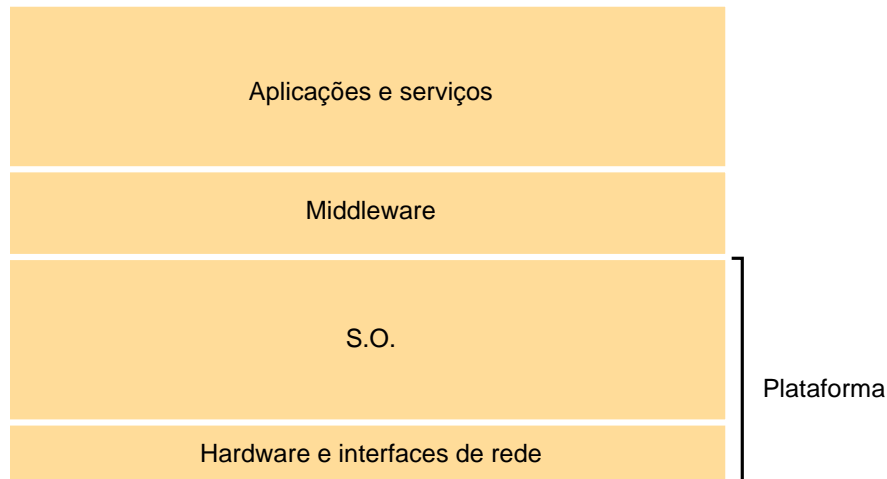 Aplicações e serviços
Middleware
S.O.
Plataforma
Hardware e interfaces de rede